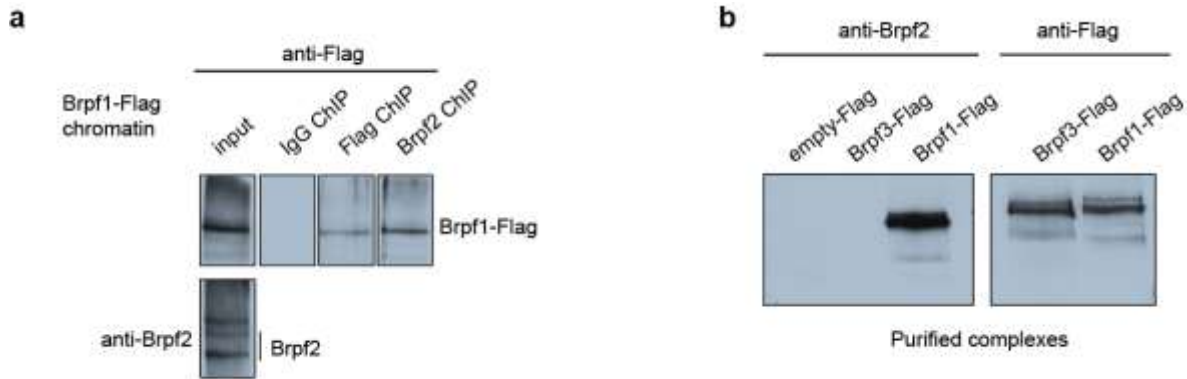 a
anti-Flag
Brpf1-Flag
chromatin
input
IgG ChIP
Flag ChIP
Brpf2 ChIP
Brpf1-Flag
anti-Brpf2
Brpf2
b
anti-Brpf2
anti-Flag
empty-Flag
Brpf3-Flag
Brpf1-Flag
Brpf3-Flag
Brpf1-Flag
Purified complexes